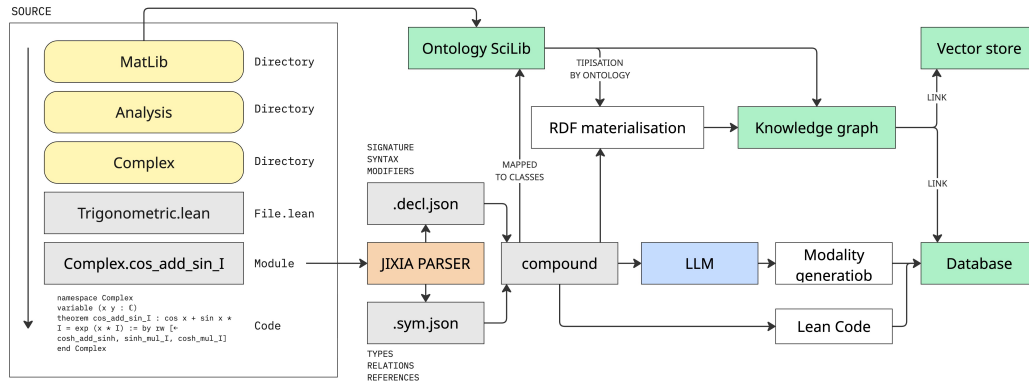 SOURCE
MatLib
Directory
Analysis
Directory
Complex
Directory
Trigonometric.lean
File.lean
Complex.cos_add_sin_I
Module
namespace Complex
variable (x y : ℂ)
theorem cos_add_sin_I : cos x + sin x *
I = exp (x * I) := by rw [←
cosh_add_sinh, sinh_mul_I, cosh_mul_I]
end Complex
Code
SIGNATURE
SYNTAX
MODIFIERS
.decl.json
JIXIA PARSER
.sym.json
TYPES
RELATIONS
REFERENCES
Ontology SciLib
TIPISATION
BY ONTOLOGY
MAPPED
TO CLASSES
RDF materialisation
Knowledge graph
Vector store
LINK
LINK
compound
LLM
Modality
generatiob
Database
Lean Code